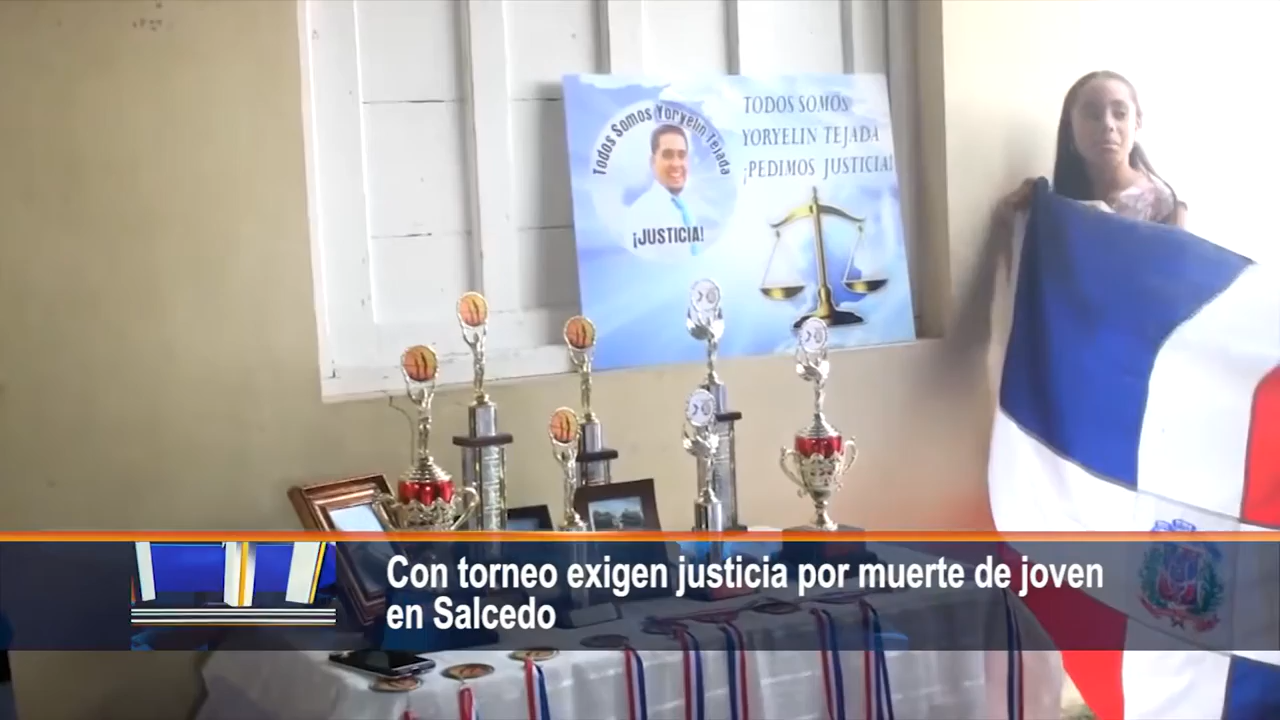 Todos Somos Yoryelin Tejada
¡JUSTICIA!
TODOS SOMOS
YORYELIN TEJADA
¡PEDIMOS JUSTICIA!
Con torneo exigen justicia por muerte de joven
en Salcedo